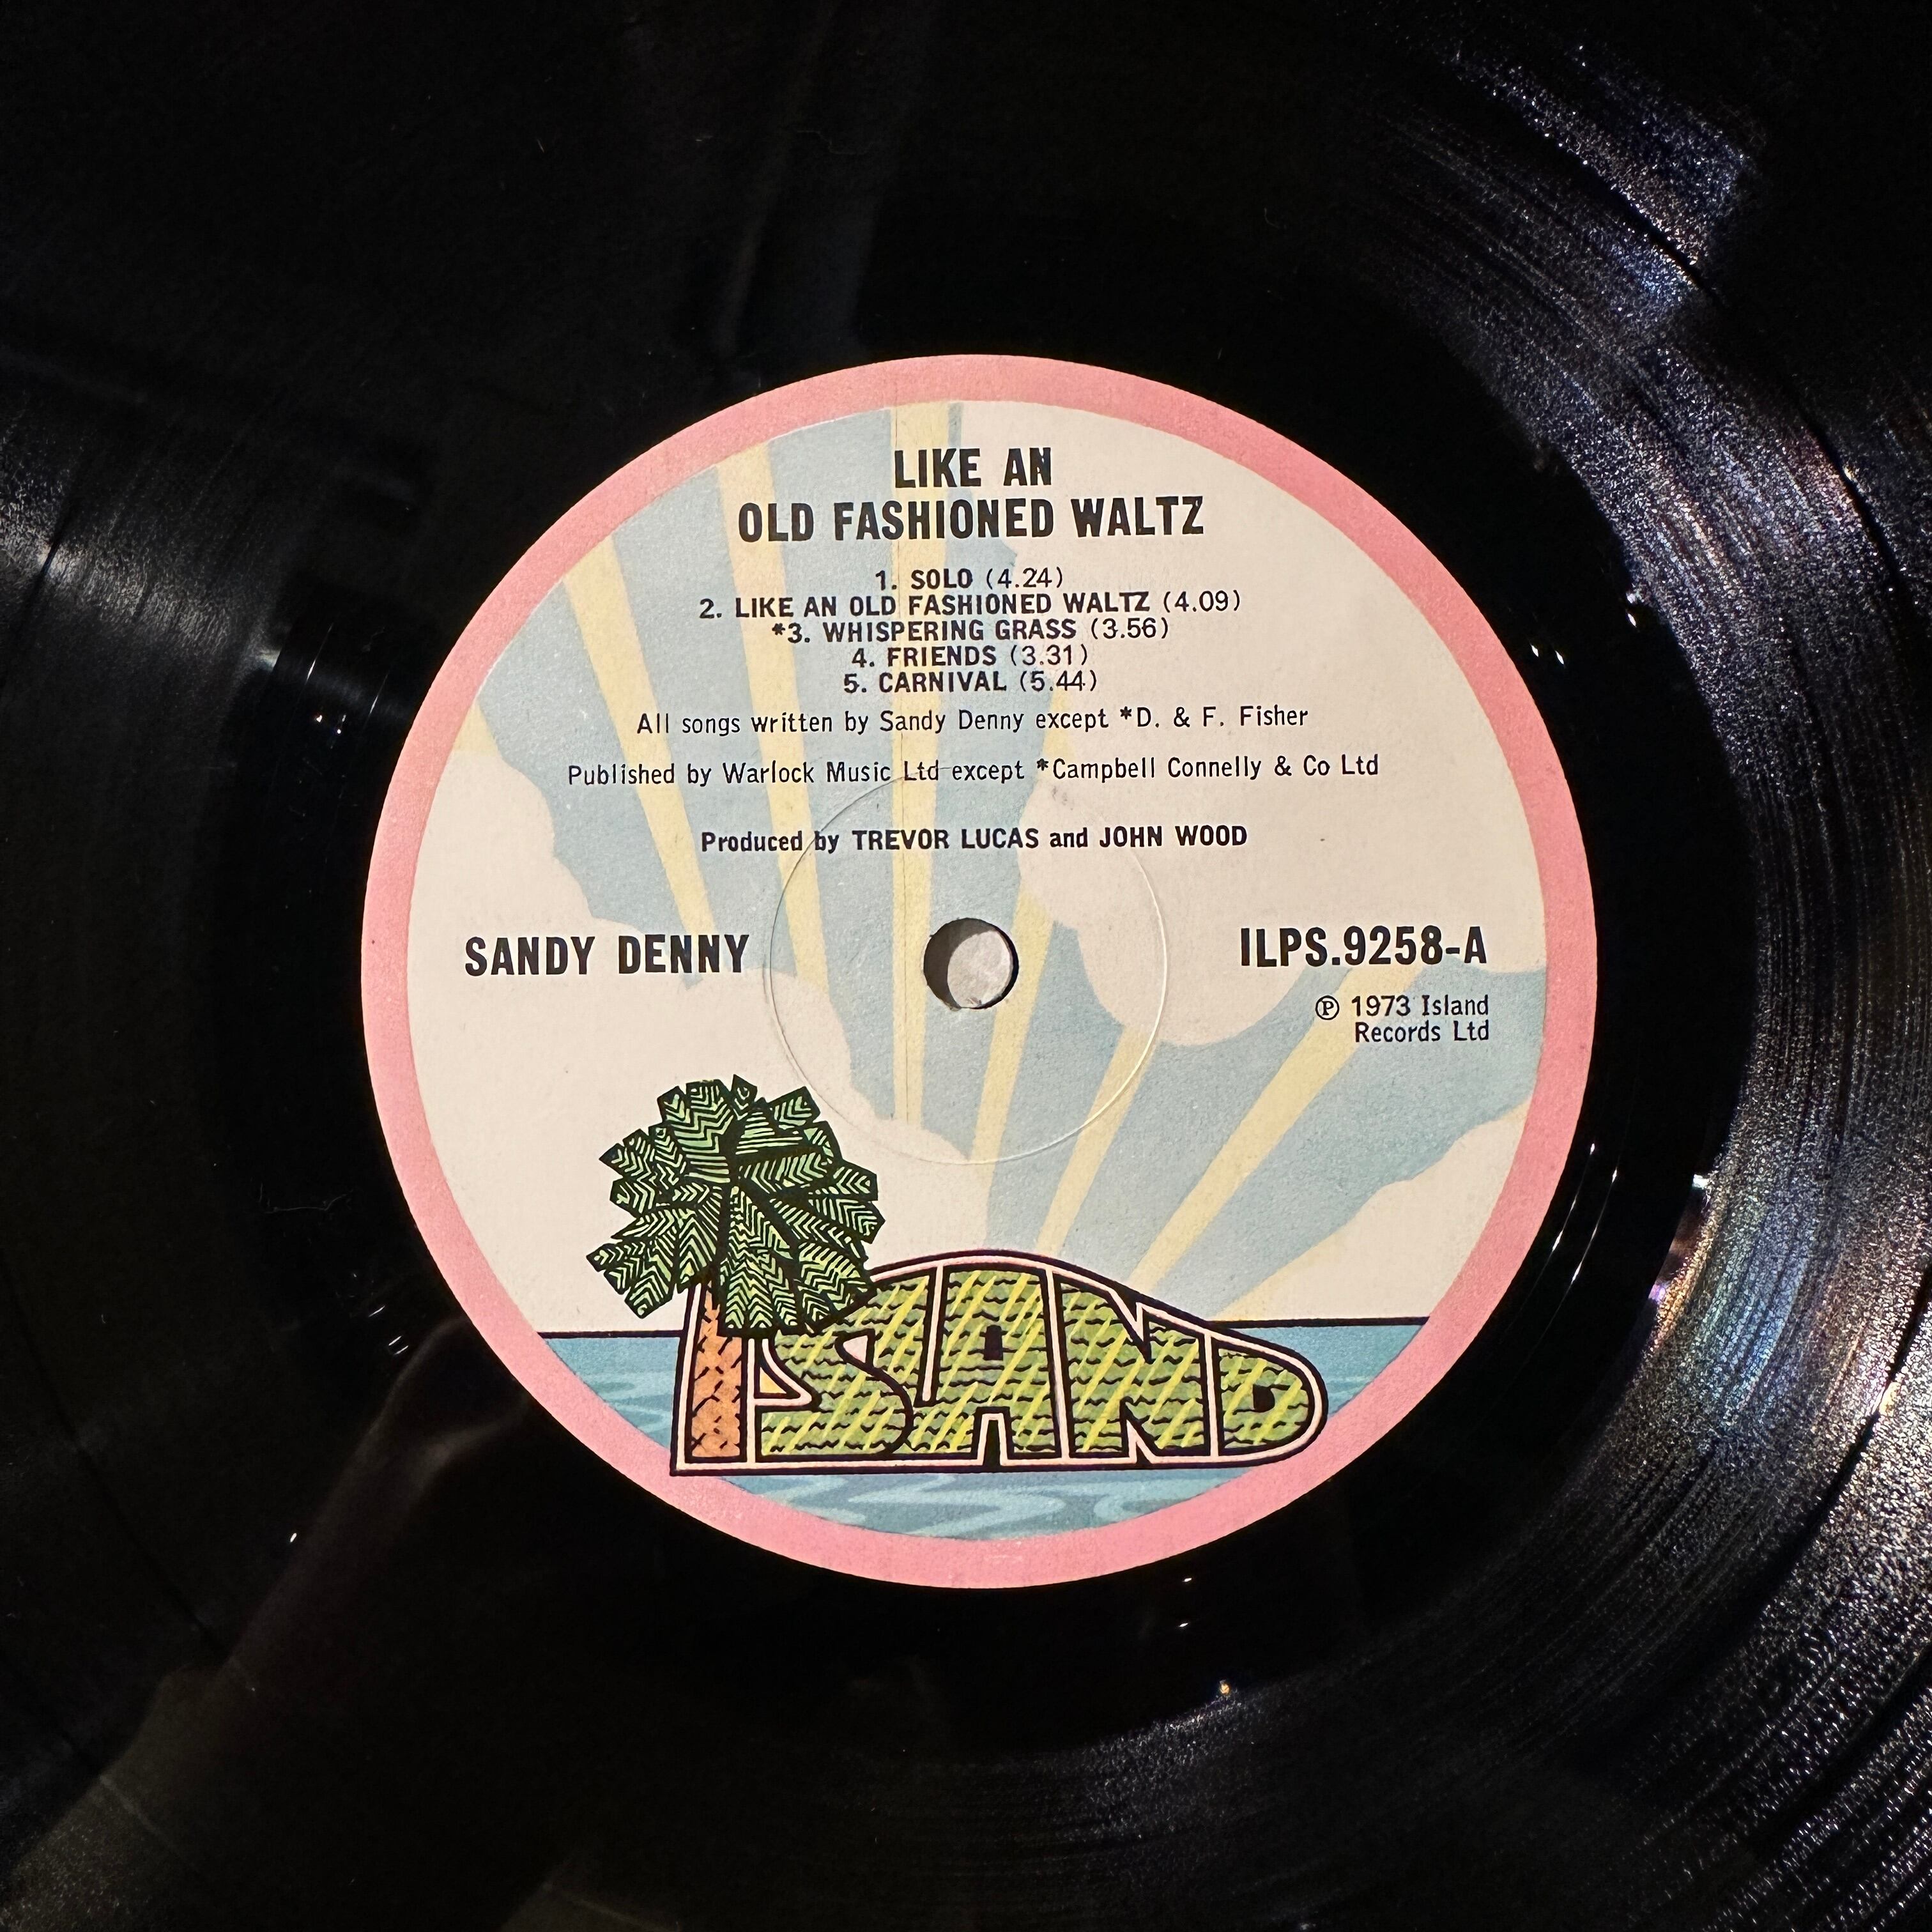 LIKE AN
OLD FASHIONED WALTZ
1. SOLO (4.24)
2. LIKE AN OLD FASHIONED WALTZ (4.09)
*3. WHISPERING GRASS (3.56)
4. FRIENDS (3.31)
5. CARNIVAL (5.44)
All songs written by Sandy Denny except *D. & F. Fisher
Published by Warlock Music Ltd except *Campbell Connelly & Co Ltd
Produced by TREVOR LUCAS and JOHN WOOD
SANDY DENNY
ILPS.9258-A
℗ 1973 Island
Records Ltd
ISLAND